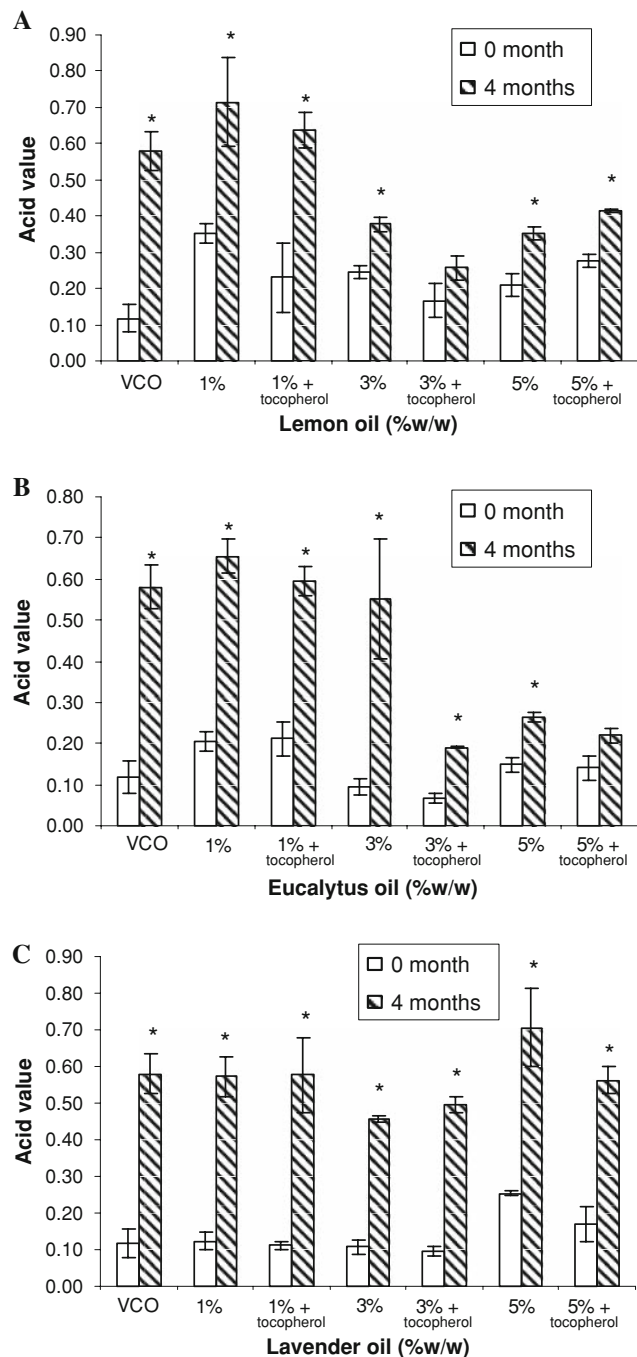 A
0.90
0.80
0.70
0.60
0.50
0.40
0.30
0.20
0.10
0.00
Acid value
0 month
4 months
* * * * * *
VCO 1% 1% + tocopherol 3% 3% + tocopherol 5% 5% + tocopherol
Lemon oil (%w/w)
B
0.80
0.70
0.60
0.50
0.40
0.30
0.20
0.10
0.00
Acid value
0 month
4 months
* * * * * *
VCO 1% 1% + tocopherol 3% 3% + tocopherol 5% 5% + tocopherol
Eucalytus oil (%w/w)
C
0.90
0.80
0.70
0.60
0.50
0.40
0.30
0.20
0.10
0.00
Acid value
0 month
4 months
* * * * * * *
VCO 1% 1% + tocopherol 3% 3% + tocopherol 5% 5% + tocopherol
Lavender oil (%w/w)